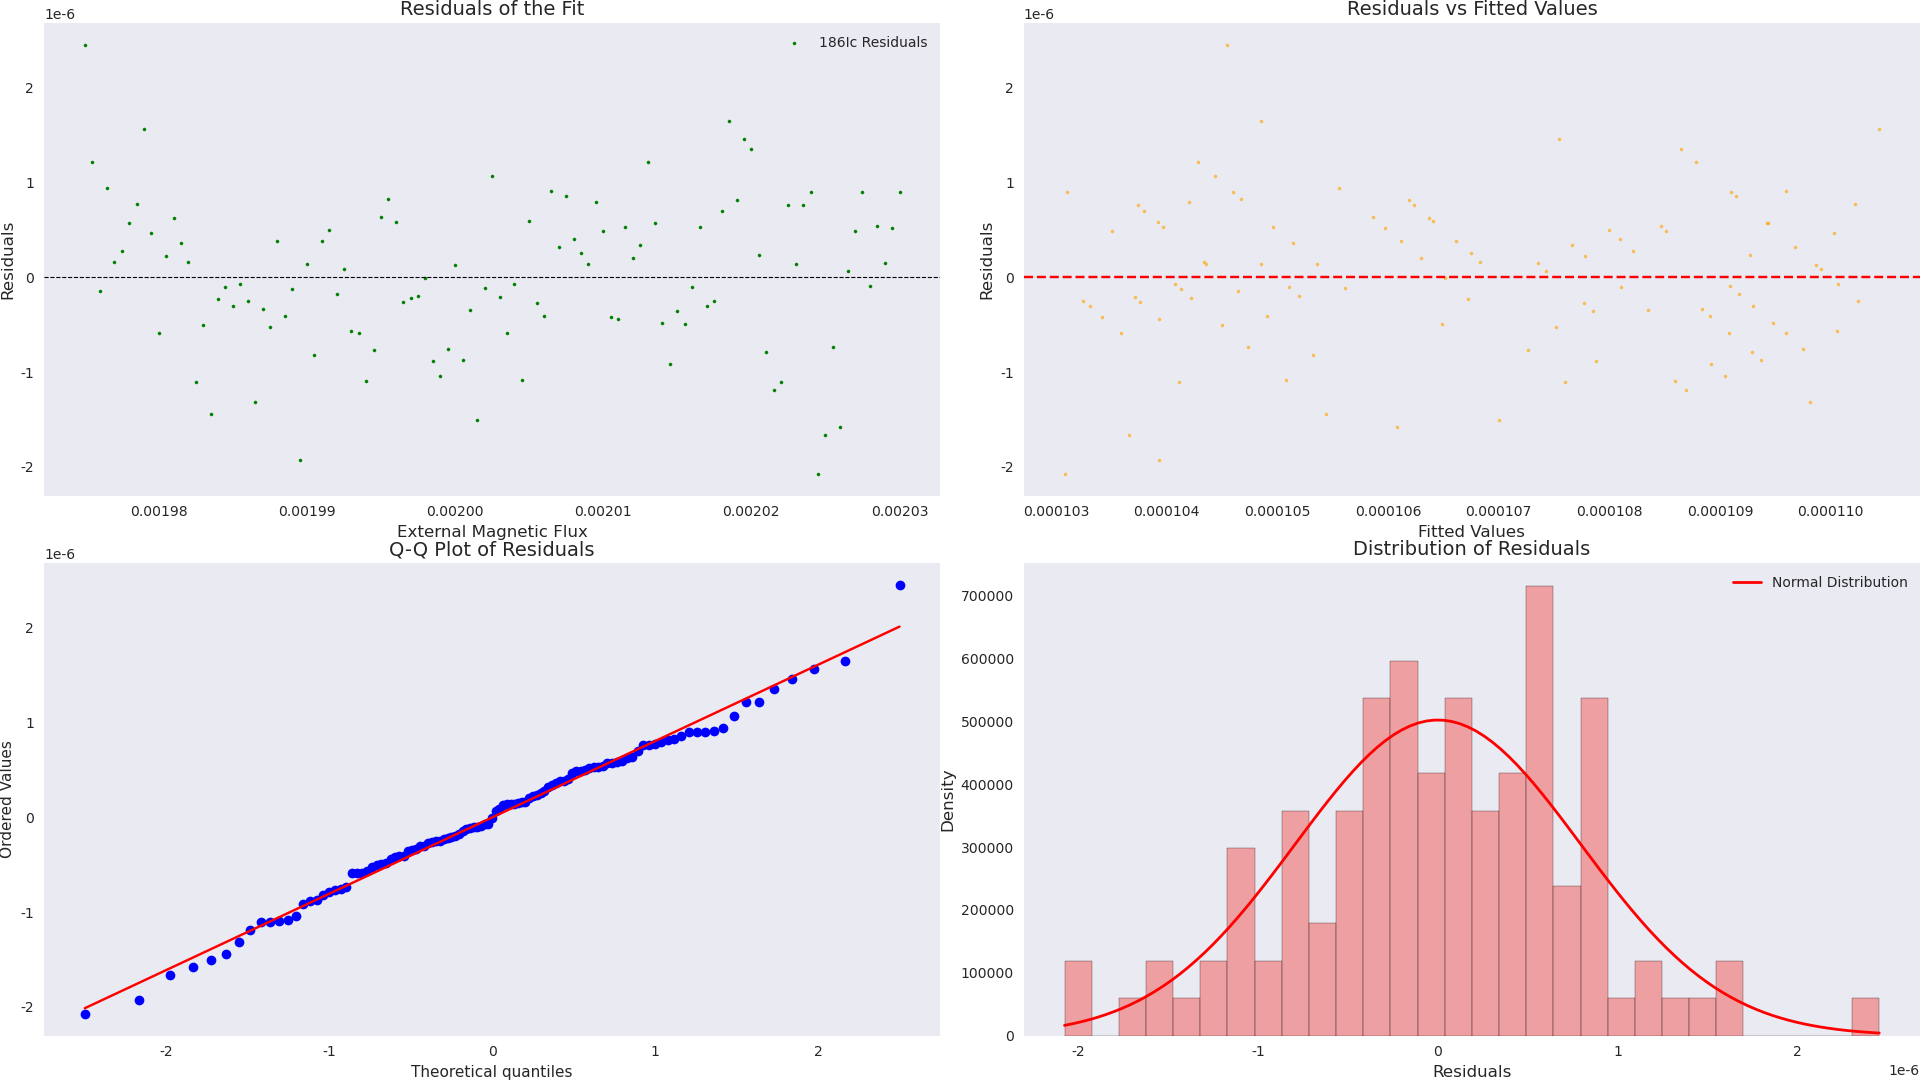 Residuals of the Fit
1e-6
186Ic Residuals
2
1
0
-1
-2
Residuals
0.00198 0.00199 0.00200 0.00201 0.00202 0.00203
External Magnetic Flux
Residuals vs Fitted Values
1e-6
2
1
0
-1
-2
Residuals
0.000103 0.000104 0.000105 0.000106 0.000107 0.000108 0.000109 0.000110
Fitted Values
Q-Q Plot of Residuals
1e-6
2
1
0
-1
-2
Ordered Values
-2 -1 0 1 2
Theoretical quantiles
Distribution of Residuals
Normal Distribution
700000
600000
500000
400000
300000
200000
100000
0
Density
-2 -1 0 1 2
1e-6
Residuals